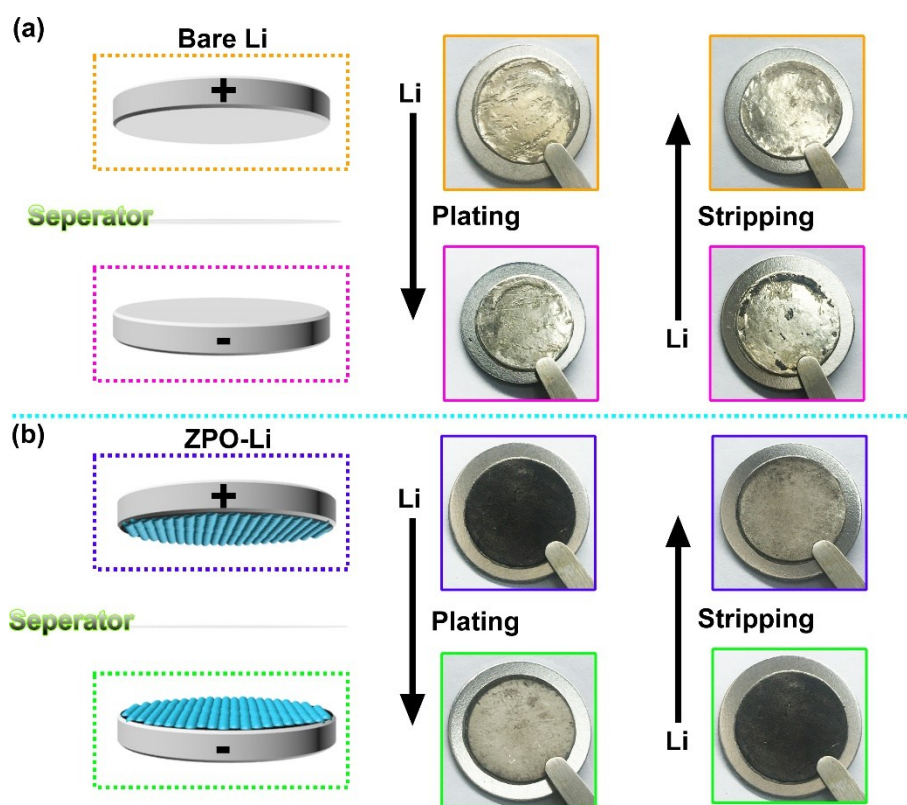 (a)
Bare Li
+
Li
Seperator
Plating
Stripping
-
Li
(b)
ZPO-Li
+
Li
Seperator
Plating
Stripping
-
Li